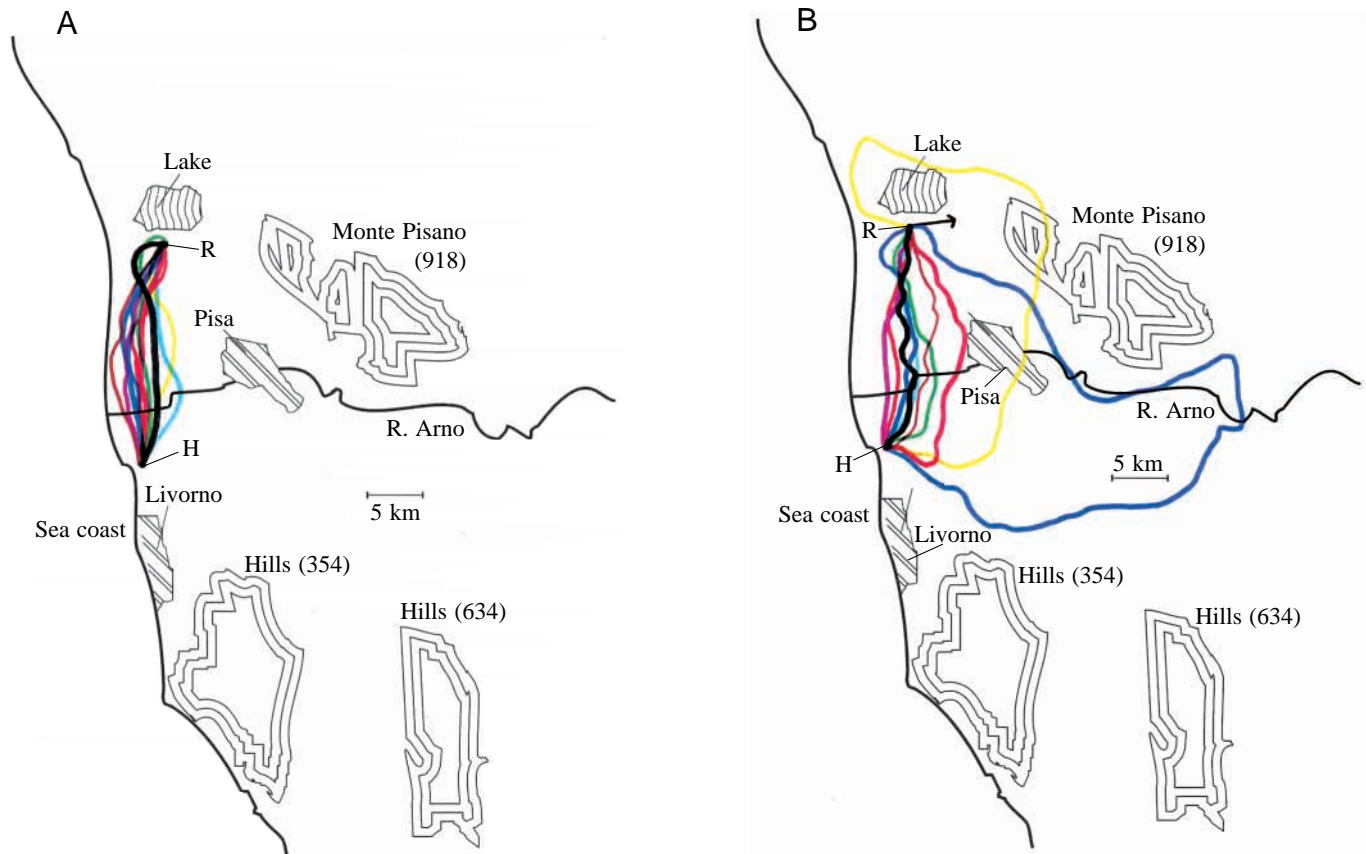 A
Lake
R
Monte Pisano
(918)
Pisa
R. Arno
H
Livorno
5 km
Sea coast
Hills (354)
Hills (634)
B
Lake
R
Monte Pisano
(918)
Pisa
R. Arno
H
5 km
Sea coast
Livorno
Hills (354)
Hills (634)